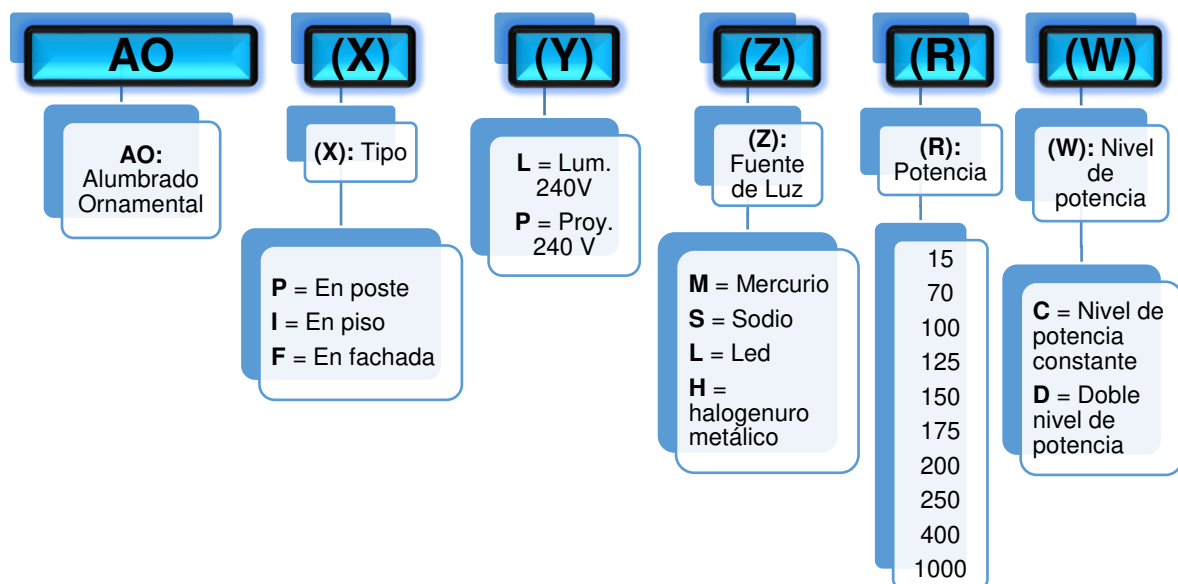 AO
(X)
(Y)
(Z)
(R)
(W)
AO:
Alumbrado
Ornamental
(X): Tipo
P = En poste
I = En piso
F = En fachada
L = Lum.
240V
P = Proy.
240 V
(Z):
Fuente
de Luz
M = Mercurio
S = Sodio
L = Led
H =
halogenuro
metálico
(R):
Potencia
15
70
100
125
150
175
200
250
400
1000
(W): Nivel
de
potencia
C = Nivel de
potencia
constante
D = Doble
nivel de
potencia